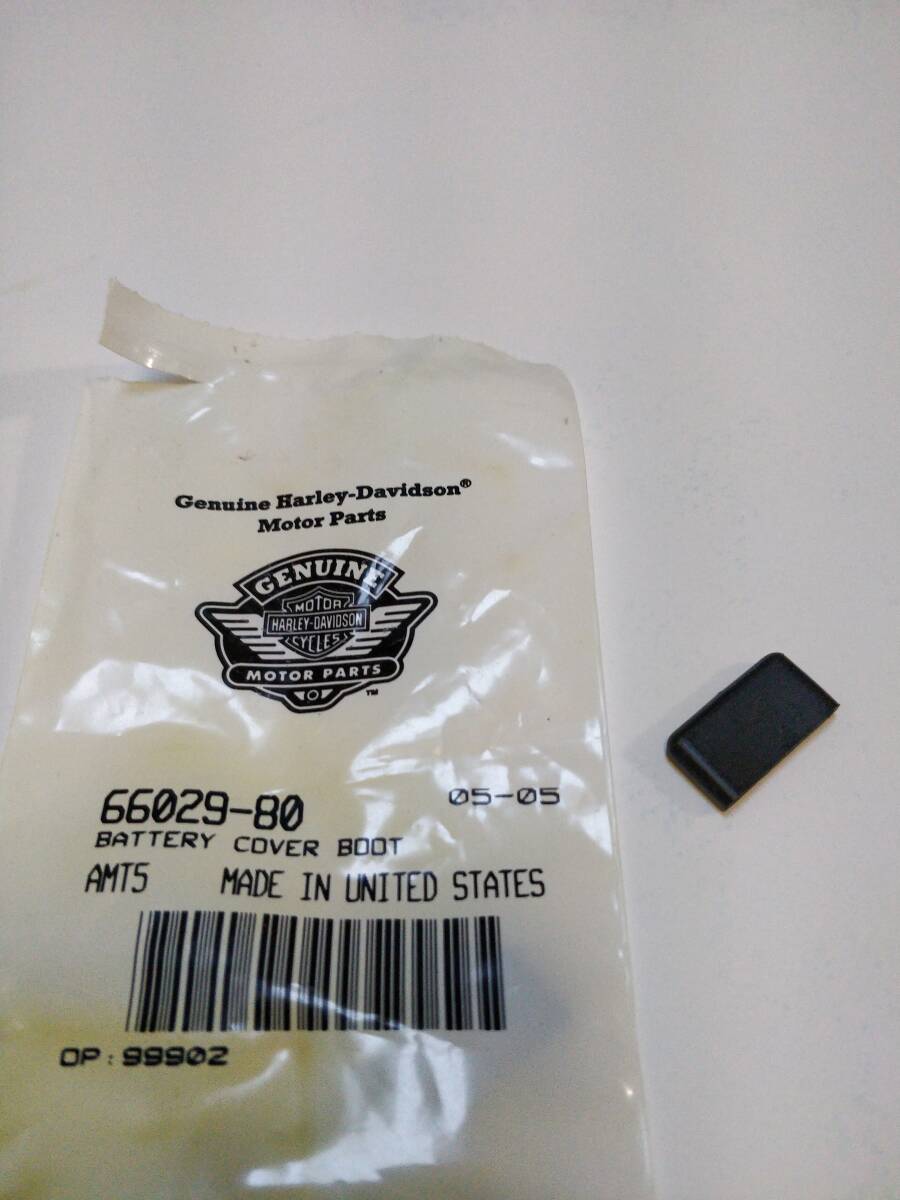 Genuine Harley-Davidson®
Motor Parts
GENUINE
MOTOR
HARLEY-DAVIDSON
CYCLES
MOTOR PARTS
TM
66029-80 05-05
BATTERY COVER BOOT
AMT5 MADE IN UNITED STATES
OP: 99902